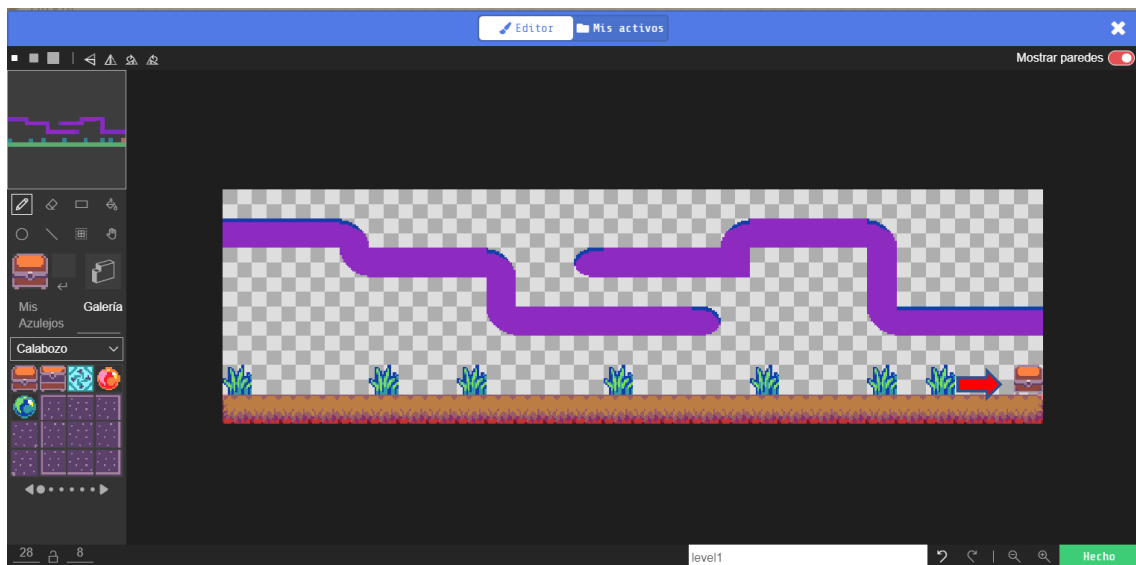 Editor
Mis activos
Mostrar paredes
Mis
Azulejos
Galería
Calabozo
28
8
level1
Hecho